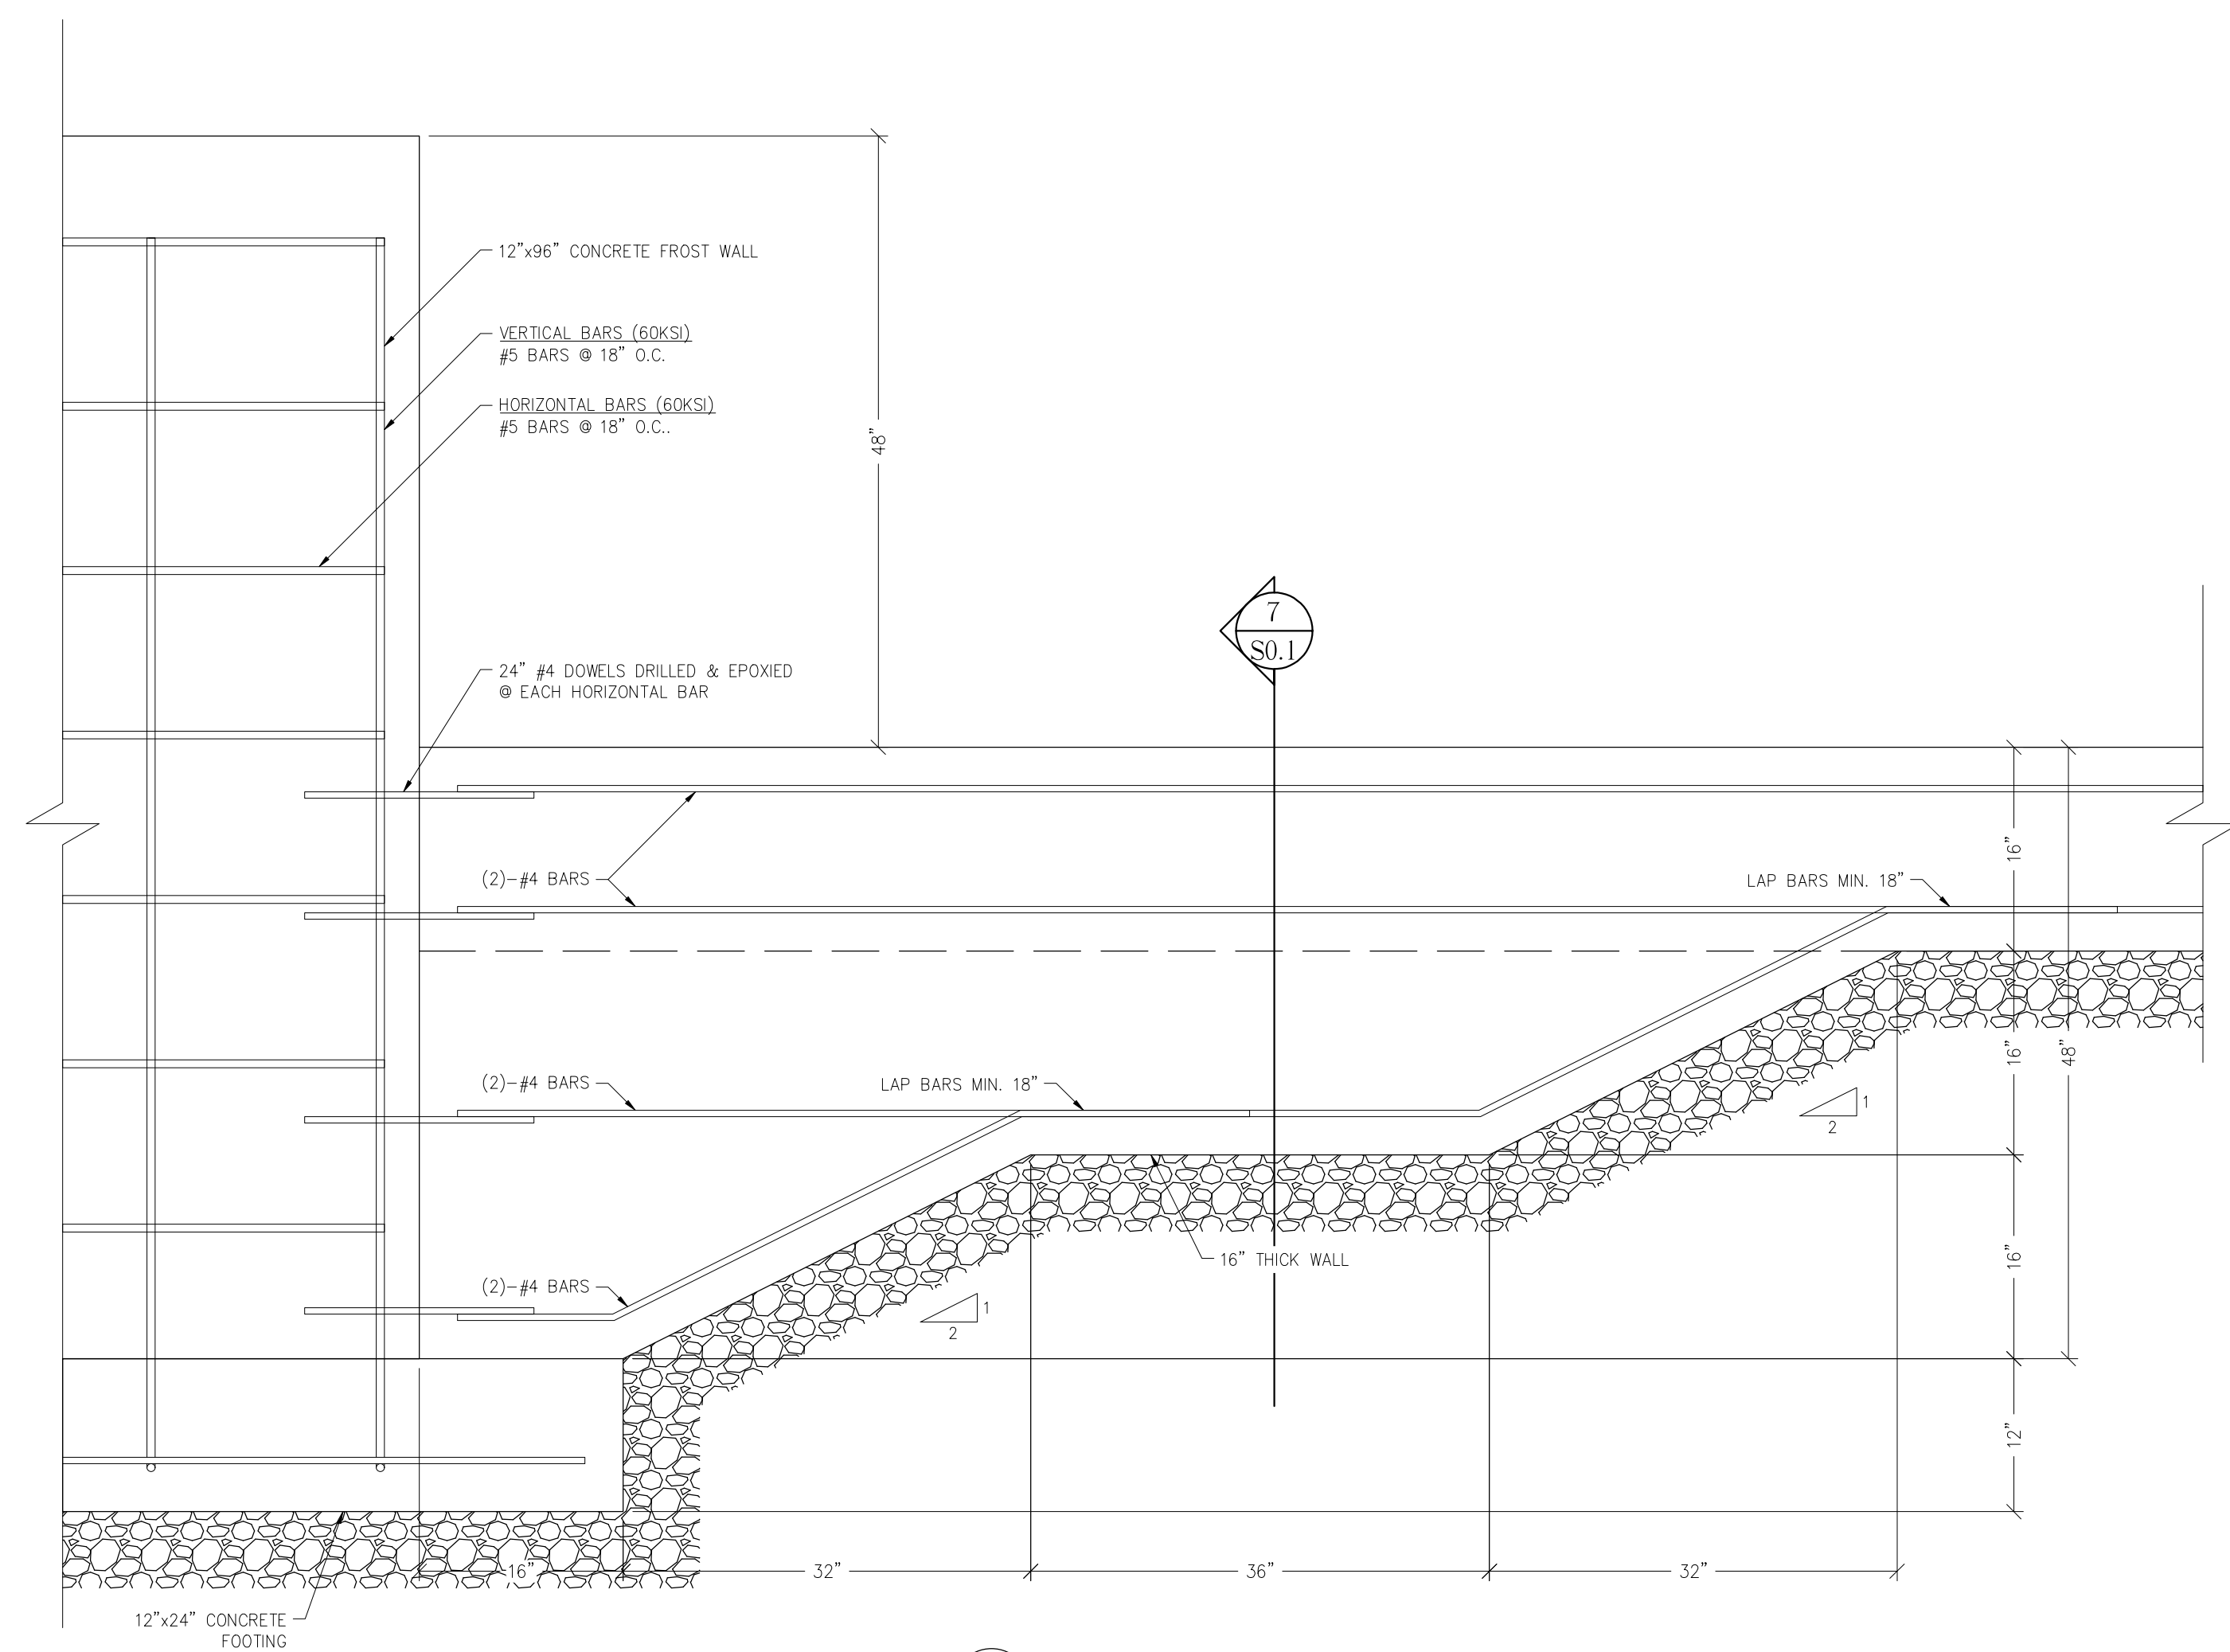 12"x96" CONCRETE FROST WALL
VERTICAL BARS (60KSI)
#5 BARS @ 18" O.C.
HORIZONTAL BARS (60KSI)
#5 BARS @ 18" O.C..
48"
7
S0.1
24" #4 DOWELS DRILLED & EPOXIED
@ EACH HORIZONTAL BAR
(2)-#4 BARS
LAP BARS MIN. 18"
16"
16"
48"
(2)-#4 BARS
LAP BARS MIN. 18"
1
2
16" THICK WALL
16"
(2)-#4 BARS
1
2
12"
16"
32"
36"
32"
12"x24" CONCRETE
FOOTING